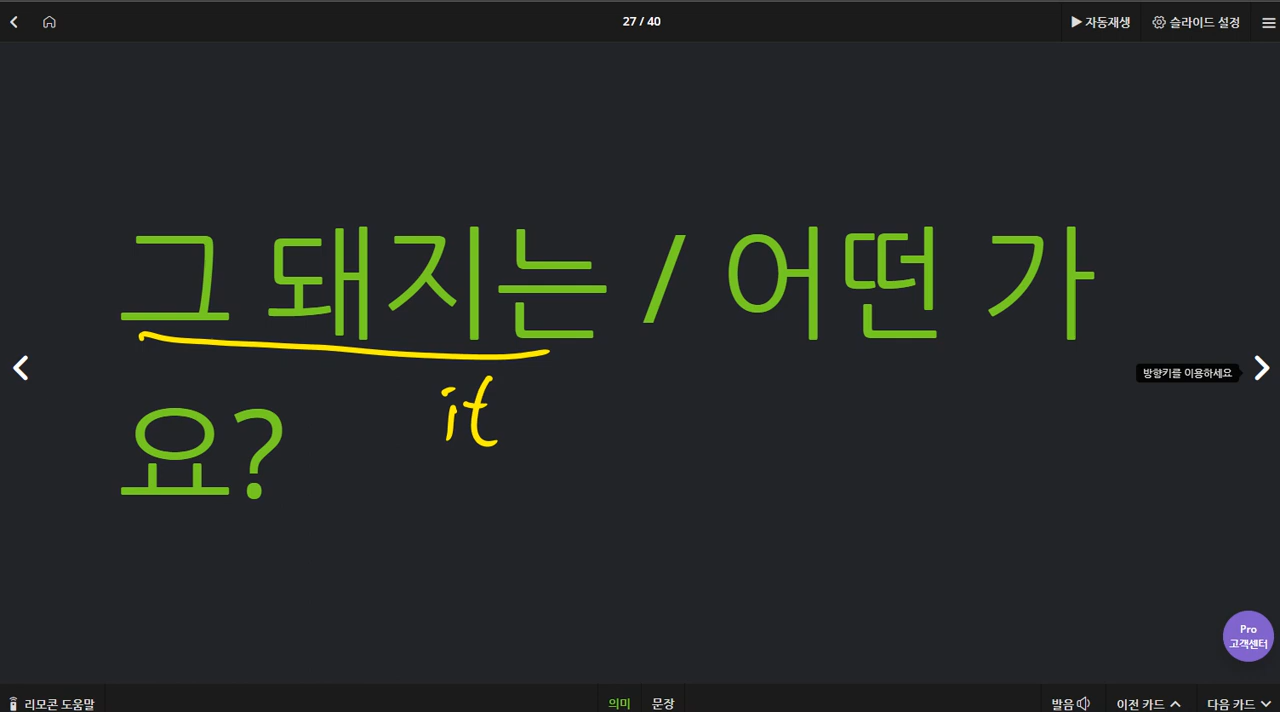 27 / 40
자동재생
슬라이드 설정
그 돼지는 / 어떤 가
요?
it
방향키를 이용하세요
Pro
고객센터
리모콘 도움말
의미
문장
발음
이전 카드
다음 카드